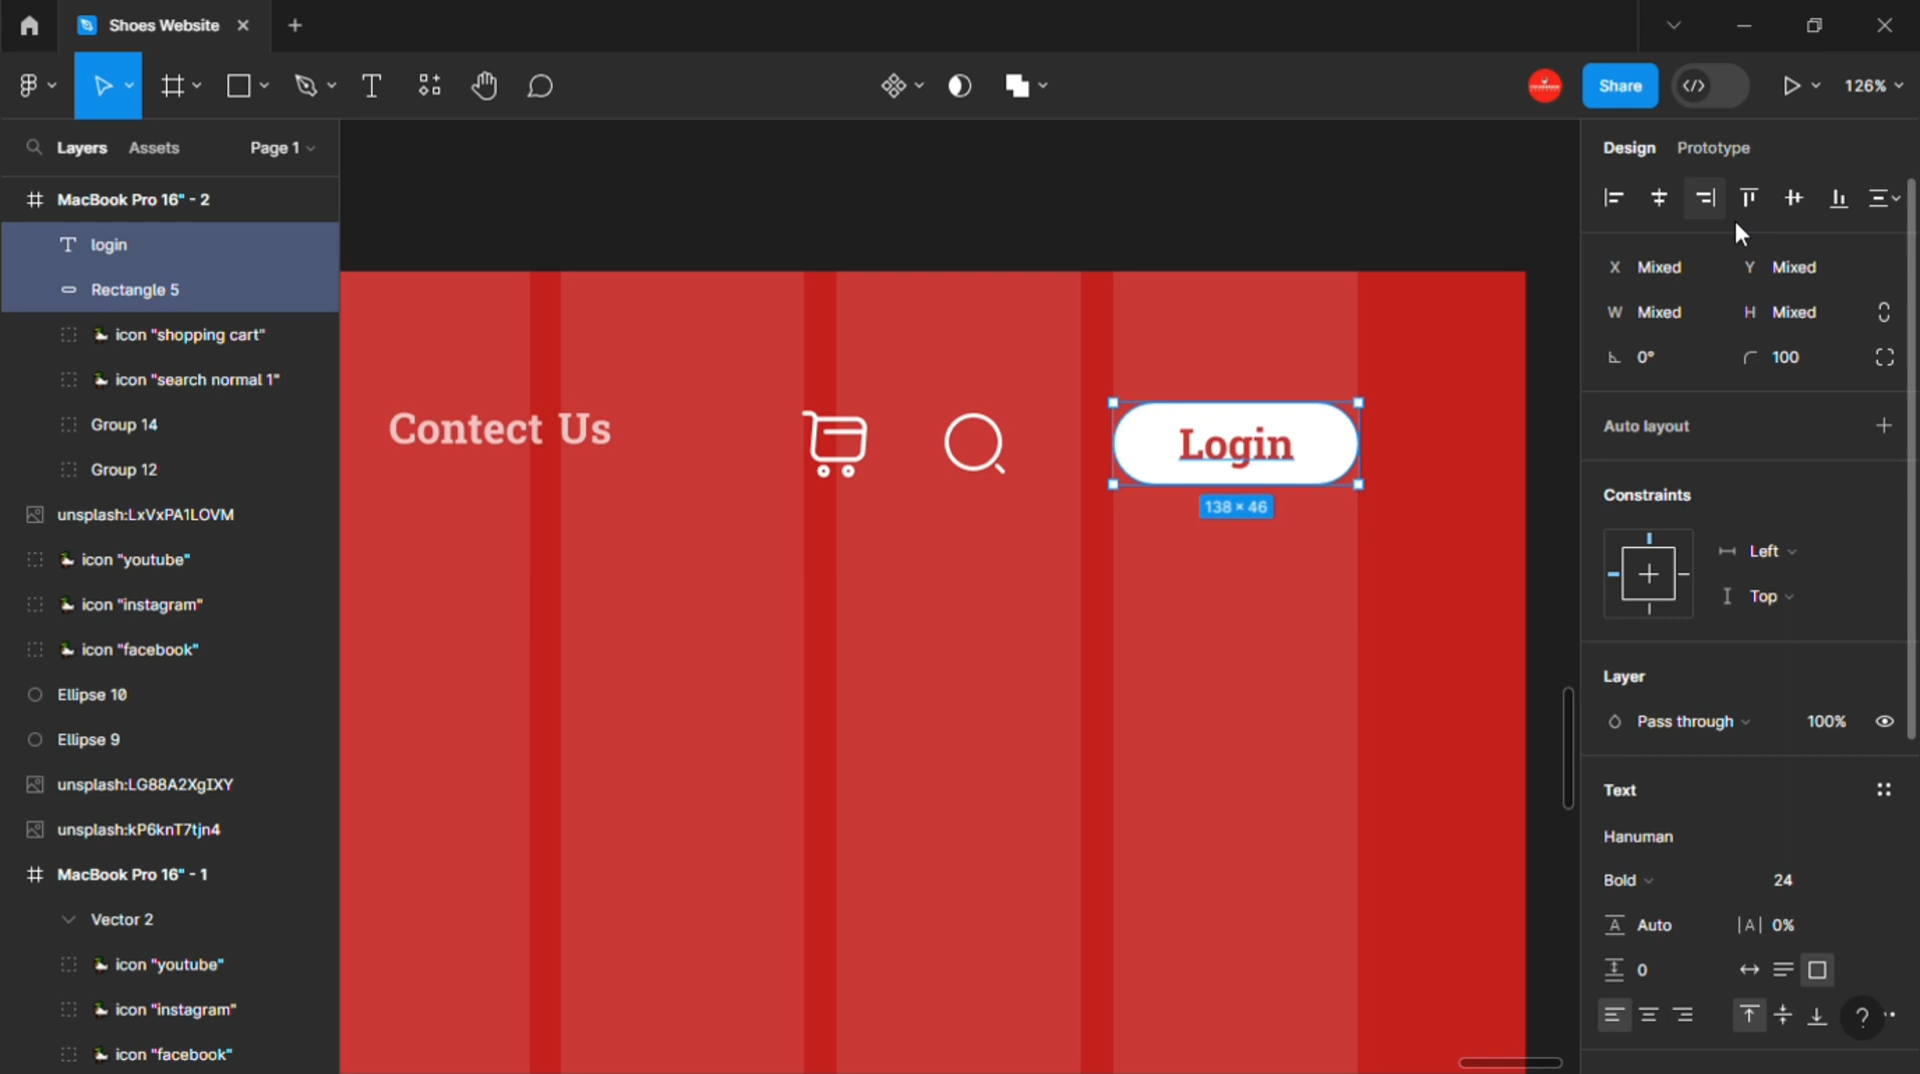 Shoes Website
Share
126%
Layers
Assets
Page 1
Design
Prototype
MacBook Pro 16" - 2
login
Rectangle 5
icon "shopping cart"
icon "search normal 1"
Group 14
Group 12
unsplash:LxVxPA1LOVM
icon "youtube"
icon "instagram"
icon "facebook"
Ellipse 10
Ellipse 9
unsplash:LG88A2XgIXY
unsplash:kP6knT7tjn4
MacBook Pro 16" - 1
Vector 2
icon "youtube"
icon "instagram"
icon "facebook"
Contect Us
Login
138 × 46
X Mixed Y Mixed
W Mixed H Mixed
0° 100
Auto layout
Constraints
Left
Top
Layer
Pass through 100%
Text
Hanuman
Bold 24
A Auto |A| 0%
0
?